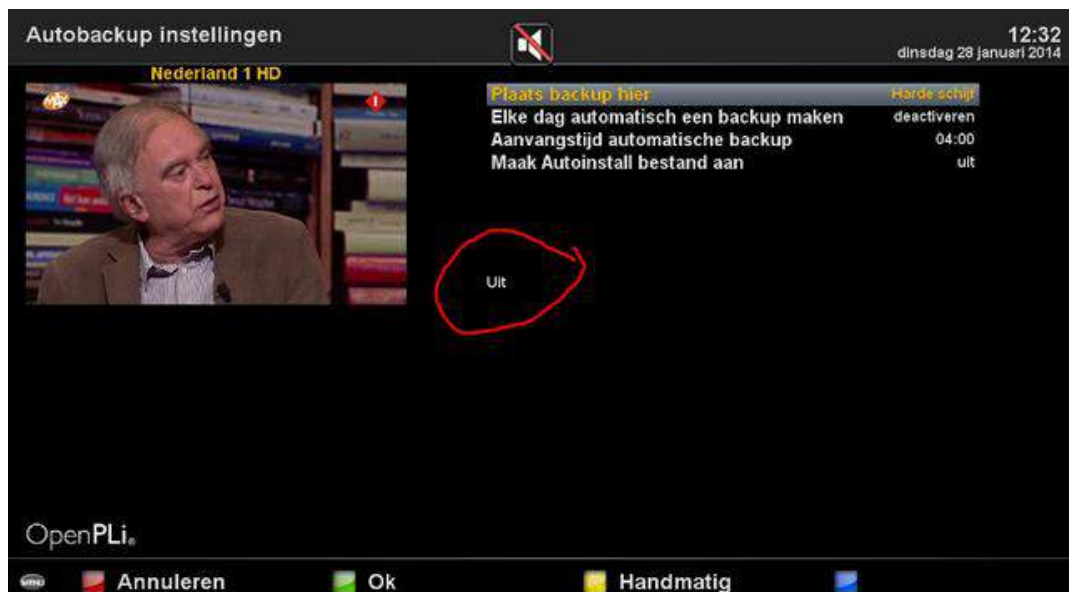 Autobackup instellingen
12:32
dinsdag 28 januari 2014
Nederland 1 HD
MAX
1
Plaats backup hier Harde schijf
Elke dag automatisch een backup maken deactiveren
Aanvangstijd automatische backup 04:00
Maak Autoinstall bestand aan uit
Uit
OpenPLi®
Annuleren Ok Handmatig